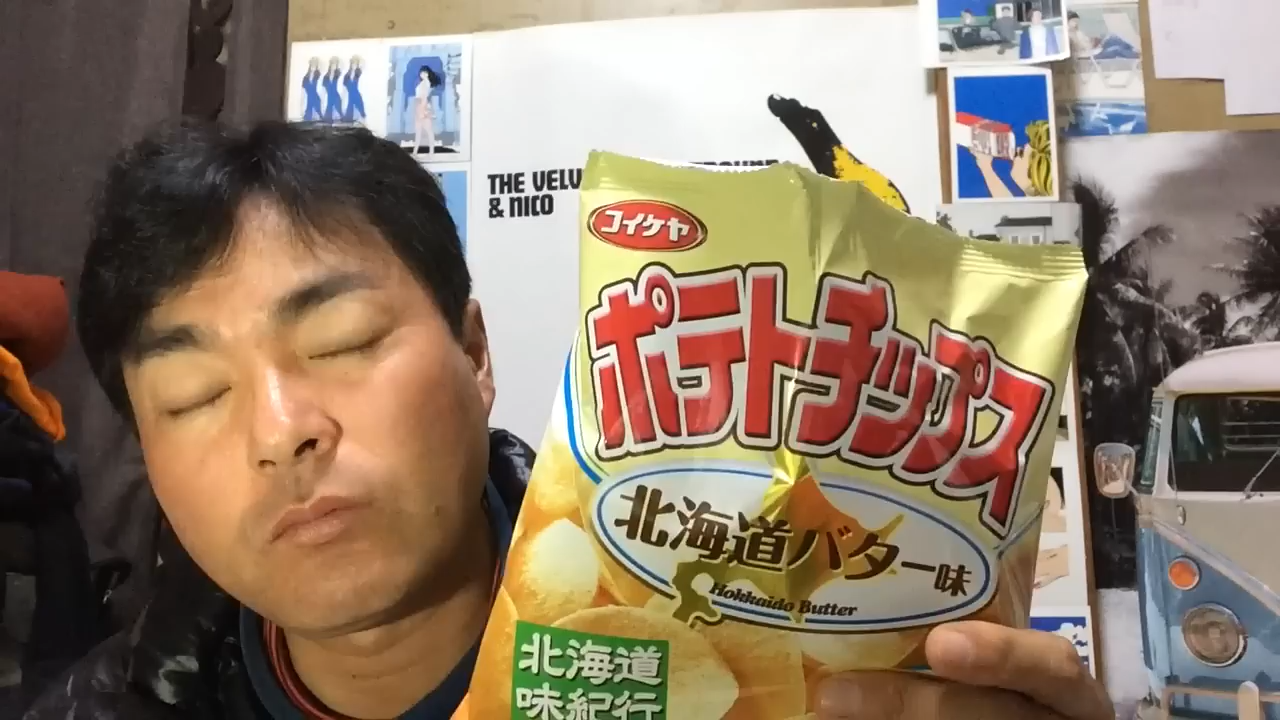 THE VELV
& NICO
コイケヤ
ポテトチップス
北海道バター味
Hokkaido Butter
北海道
味紀行